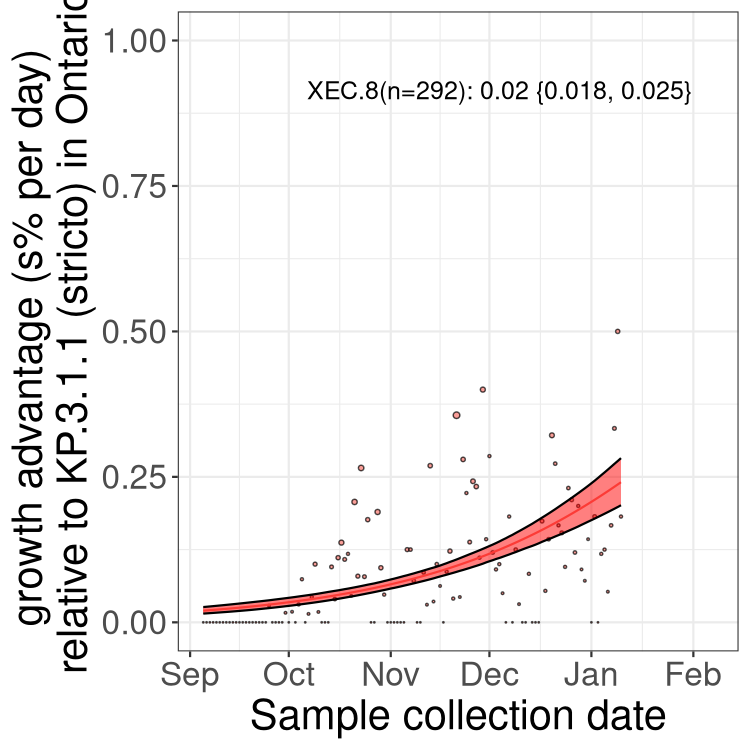 growth advantage (s% per day)
relative to KP.3.1.1 (stricto) in Ontario
1.00
0.75
0.50
0.25
0.00
XEC.8(n=292): 0.02 {0.018, 0.025}
Sep Oct Nov Dec Jan Feb
Sample collection date